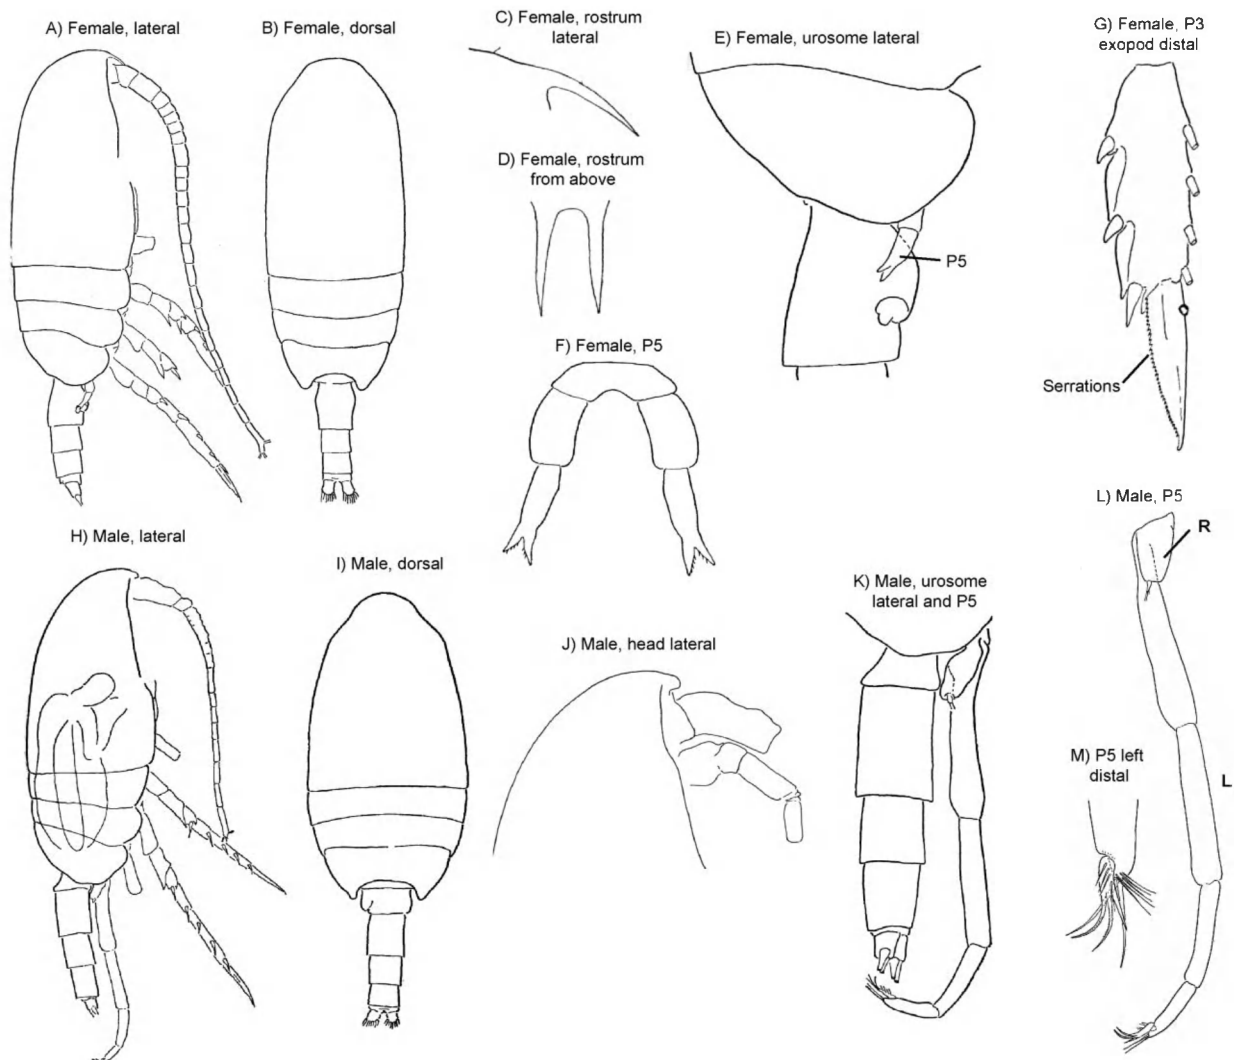 A) Female, lateral
B) Female, dorsal
C) Female, rostrum
lateral
D) Female, rostrum
from above
E) Female, urosome lateral
P5
F) Female, P5
G) Female, P3
exopod distal
Serrations
H) Male, lateral
I) Male, dorsal
J) Male, head lateral
K) Male, urosome
lateral and P5
L) Male, P5
R
L
M) P5 left
distal